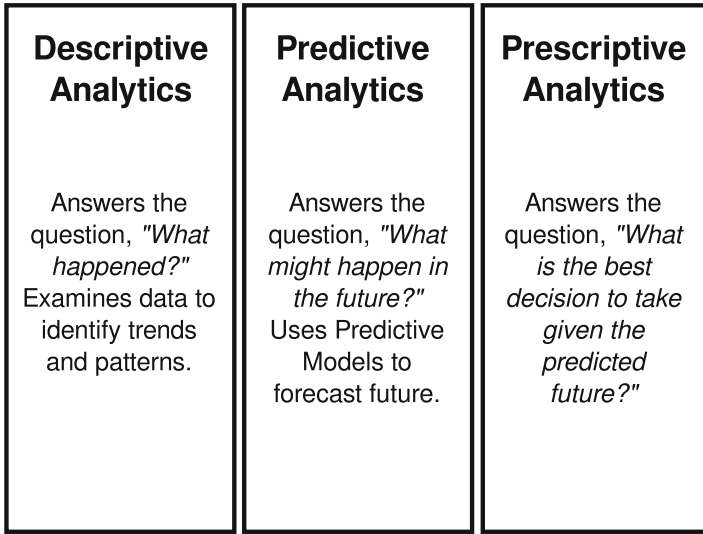 Descriptive
Analytics
Answers the
question, "What
happened?"
Examines data to
identify trends
and patterns.
Predictive
Analytics
Answers the
question, "What
might happen in
the future?"
Uses Predictive
Models to
forecast future.
Prescriptive
Analytics
Answers the
question, "What
is the best
decision to take
given the
predicted
future?"